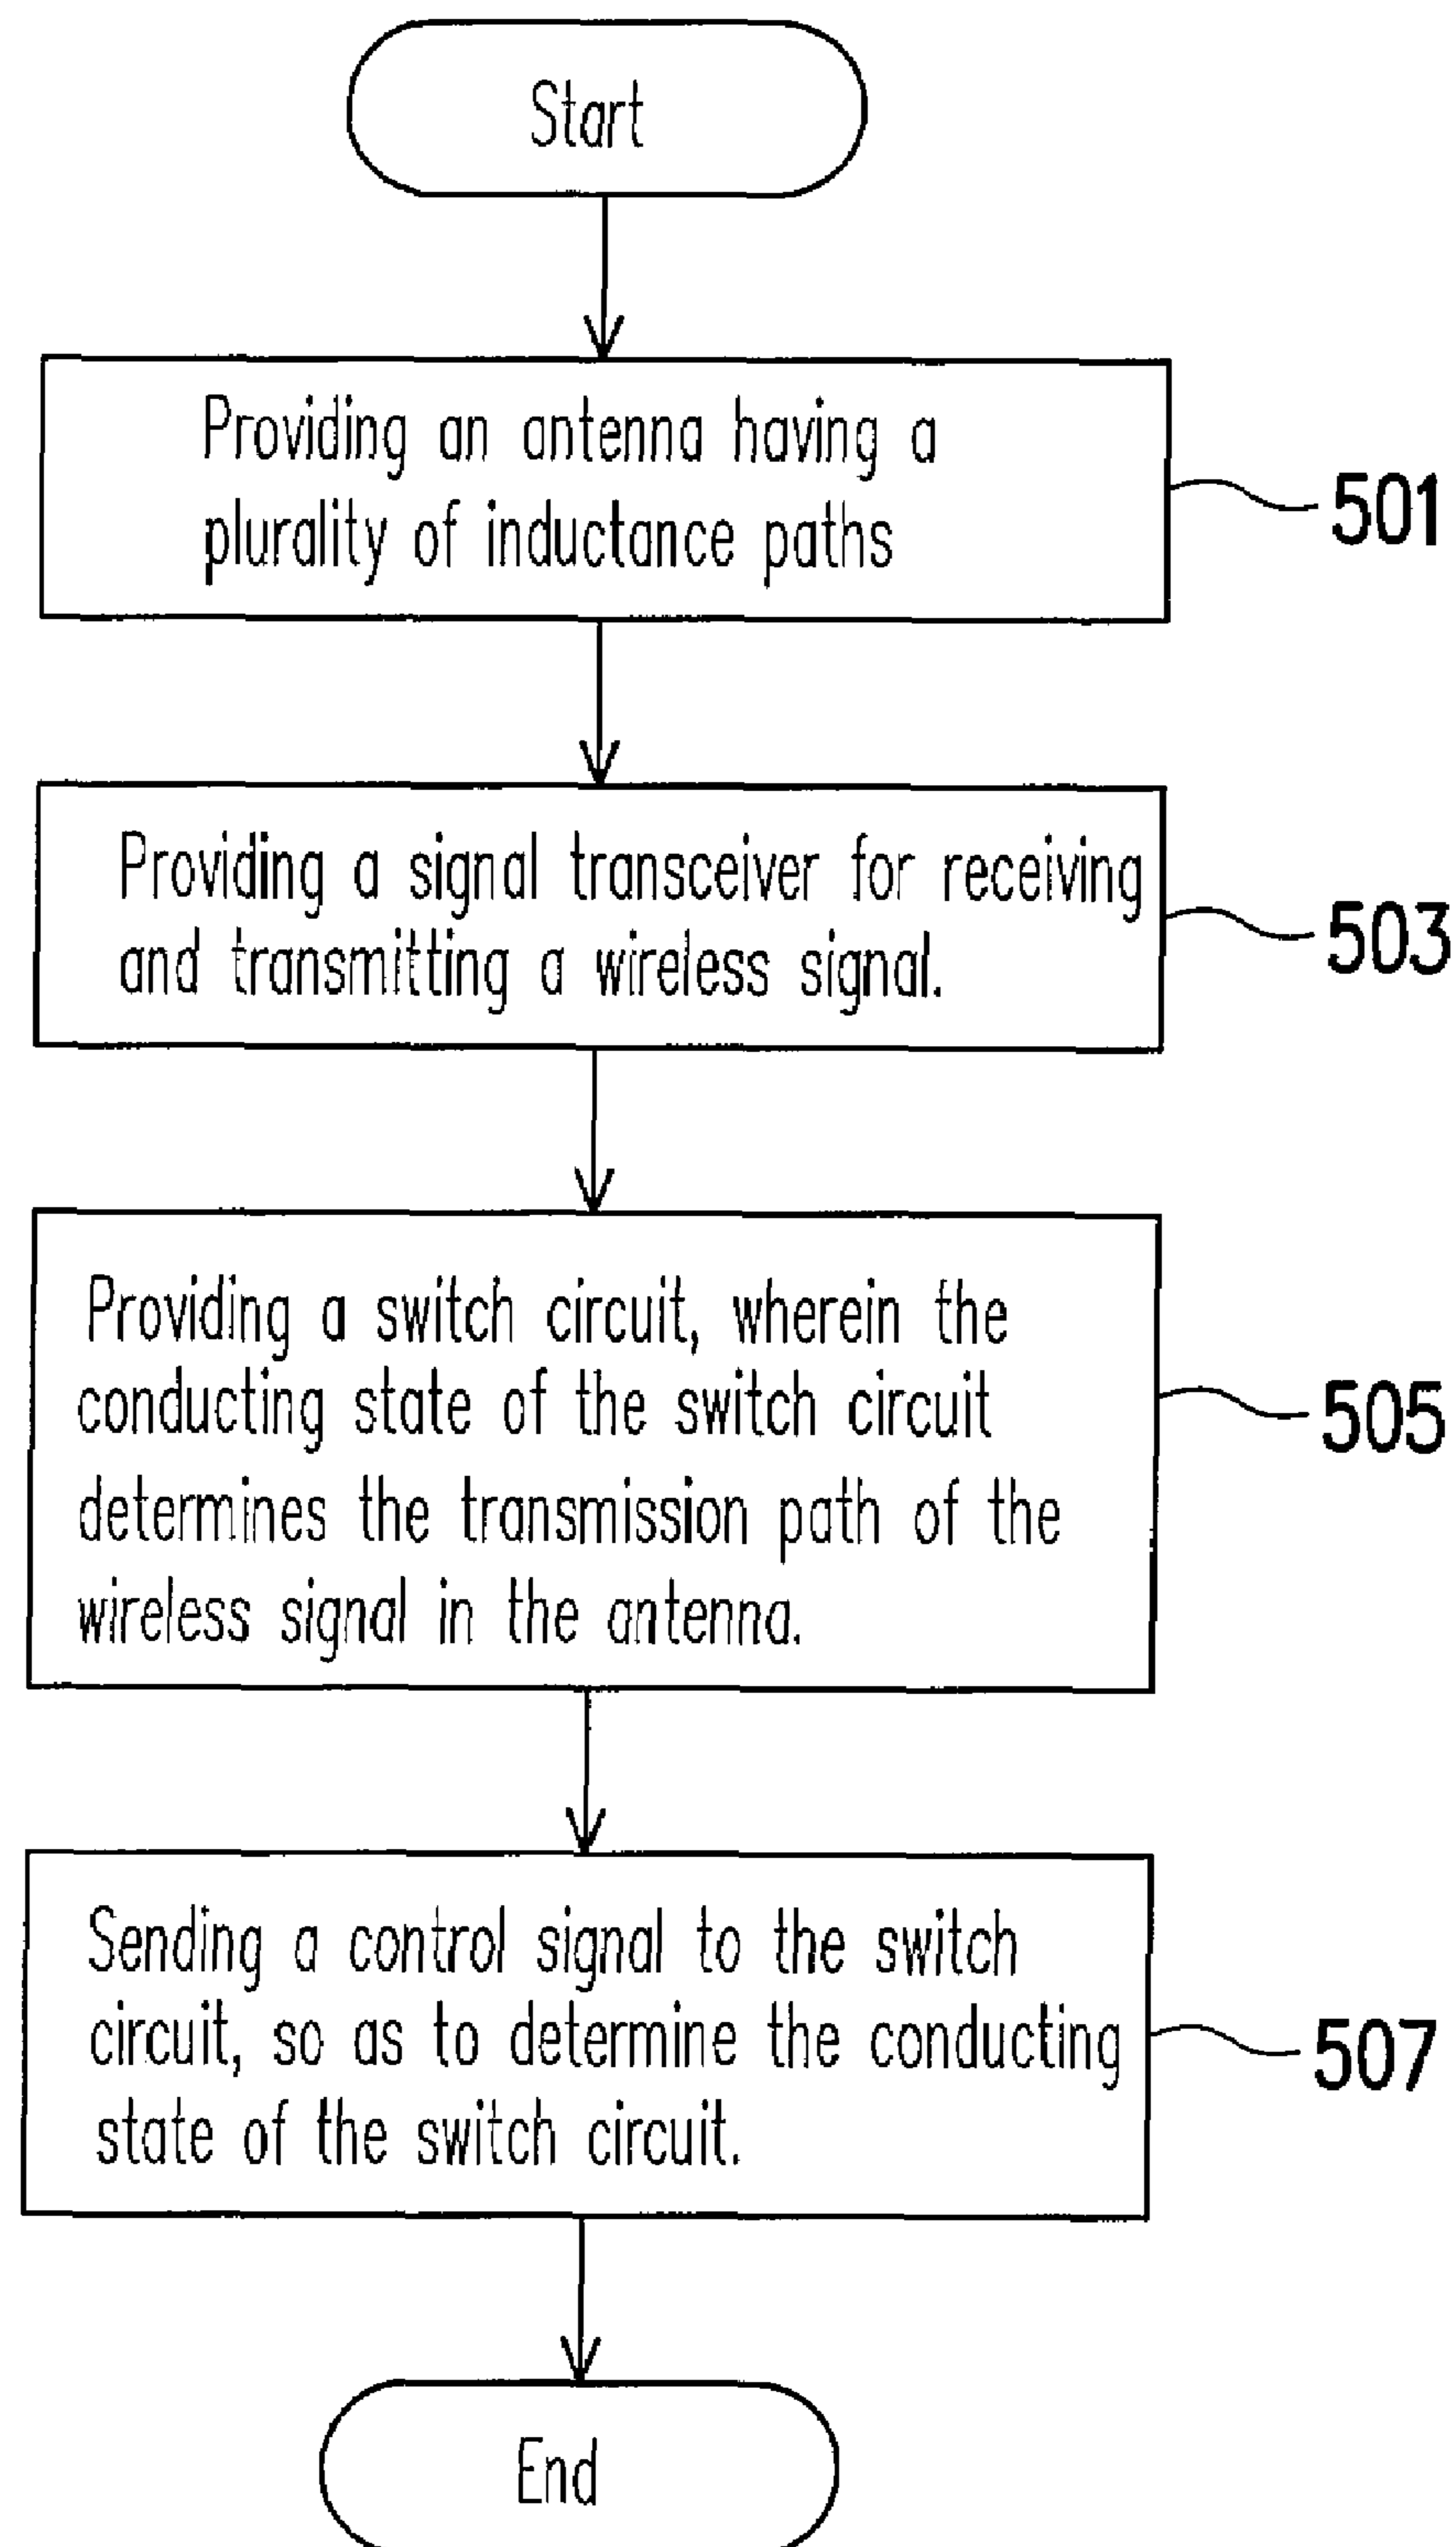 Start
Providing an antenna having a
plurality of inductance paths
501
Providing a signal transceiver for receiving
and transmitting a wireless signal.
503
Providing a switch circuit, wherein the
conducting state of the switch circuit
determines the transmission path of the
wireless signal in the antenna.
505
Sending a control signal to the switch
circuit, so as to determine the conducting
state of the switch circuit.
507
End